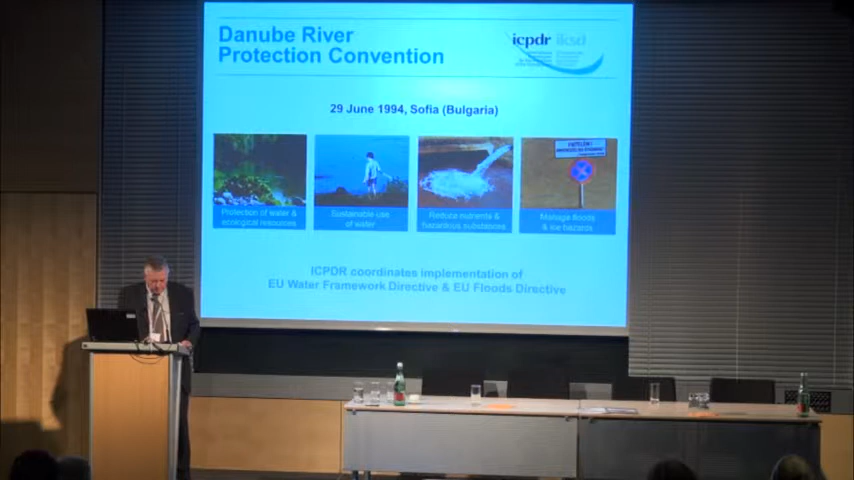 Danube River
Protection Convention
icpdr iksd
29 June 1994, Sofia (Bulgaria)
Protection of water &
ecological resources
Sustainable use
of water
Reduce nutrients &
hazardous substances
Manage floods
& ice hazards
ICPDR coordinates implementation of
EU Water Framework Directive & EU Floods Directive